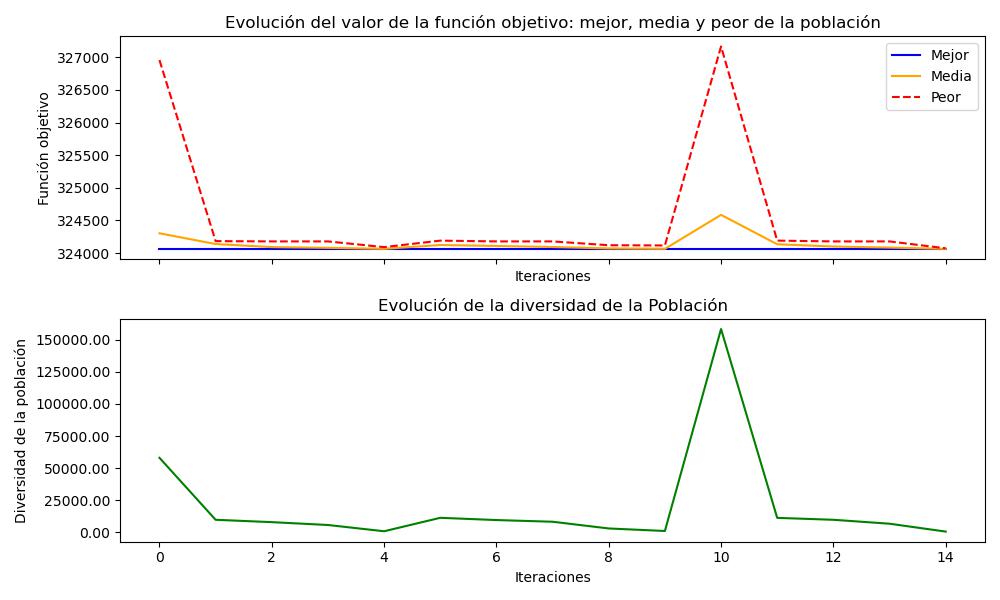 Evolución del valor de la función objetivo: mejor, media y peor de la población
Función objetivo
327000
326500
326000
325500
325000
324500
324000
Mejor
Media
Peor
Iteraciones
Evolución de la diversidad de la Población
Diversidad de la población
150000.00
125000.00
100000.00
75000.00
50000.00
25000.00
0.00
0 2 4 6 8 10 12 14
Iteraciones